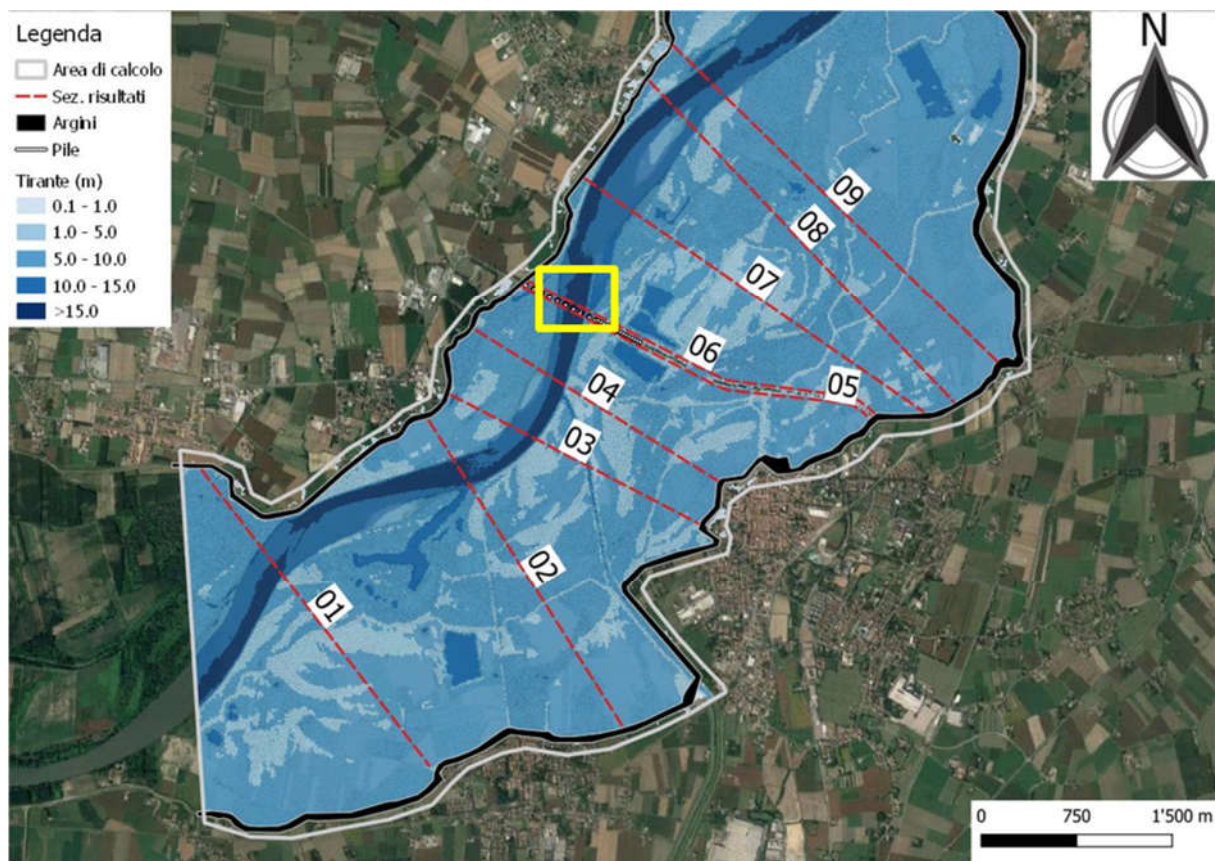 Legenda
Area di calcolo
Sez. risultati
Argini
Pile
Tirante (m)
0.1 - 1.0
1.0 - 5.0
5.0 - 10.0
10.0 - 15.0
>15.0
N
09
08
07
06
05
04
03
02
01
0 750 1'500 m